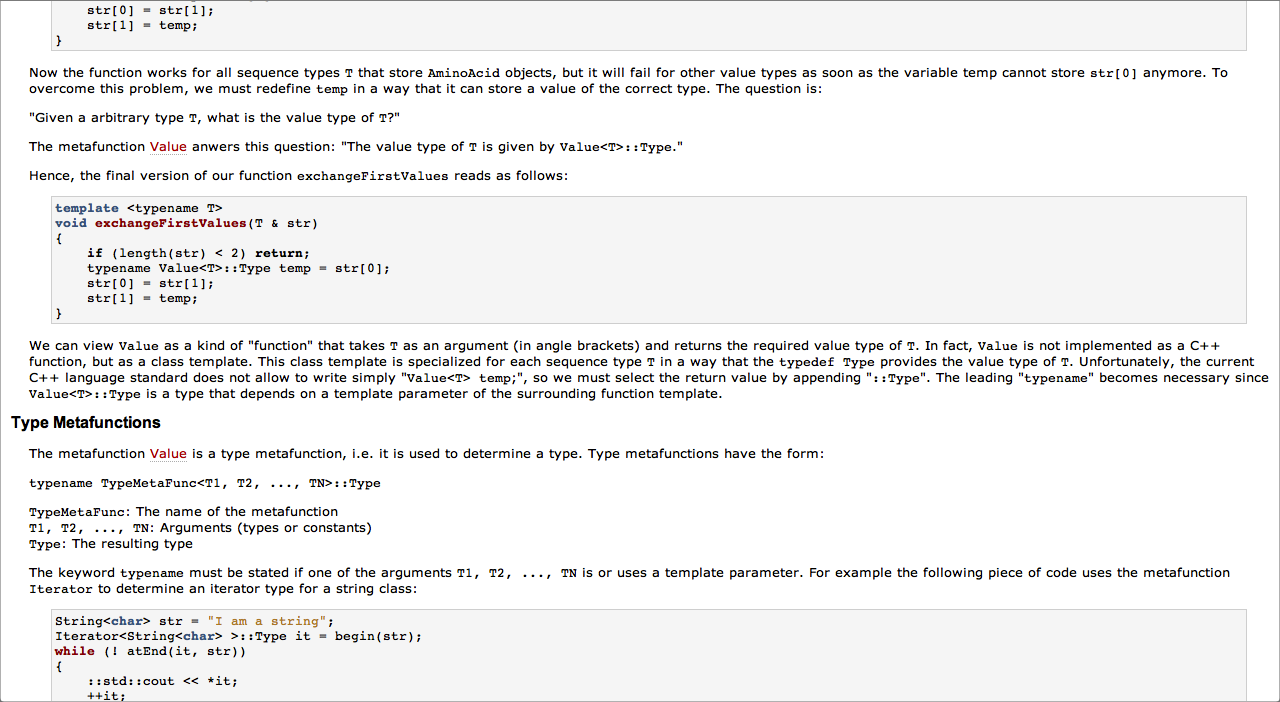 str[0] = str[1];
str[1] = temp;
}
Now the function works for all sequence types T that store AminoAcid objects, but it will fail for other value types as soon as the variable temp cannot store str[0] anymore. To
overcome this problem, we must redefine temp in a way that it can store a value of the correct type. The question is:
"Given a arbitrary type T, what is the value type of T?"
The metafunction Value anwers this question: "The value type of T is given by Value<T>::Type."
Hence, the final version of our function exchangeFirstValues reads as follows:
template <typename T>
void exchangeFirstValues(T & str)
{
if (length(str) < 2) return;
typename Value<T>::Type temp = str[0];
str[0] = str[1];
str[1] = temp;
}
We can view Value as a kind of "function" that takes T as an argument (in angle brackets) and returns the required value type of T. In fact, Value is not implemented as a C++
function, but as a class template. This class template is specialized for each sequence type T in a way that the typedef Type provides the value type of T. Unfortunately, the current
C++ language standard does not allow to write simply "Value<T> temp;", so we must select the return value by appending "::Type". The leading "typename" becomes necessary since
Value<T>::Type is a type that depends on a template parameter of the surrounding function template.
Type Metafunctions
The metafunction Value is a type metafunction, i.e. it is used to determine a type. Type metafunctions have the form:
typename TypeMetaFunc<T1, T2, ..., TN>::Type
TypeMetaFunc: The name of the metafunction
T1, T2, ..., TN: Arguments (types or constants)
Type: The resulting type
The keyword typename must be stated if one of the arguments T1, T2, ..., TN is or uses a template parameter. For example the following piece of code uses the metafunction
Iterator to determine an iterator type for a string class:
String<char> str = "I am a string";
Iterator<String<char> >::Type it = begin(str);
while (! atEnd(it, str))
{
::std::cout << *it;
++it;